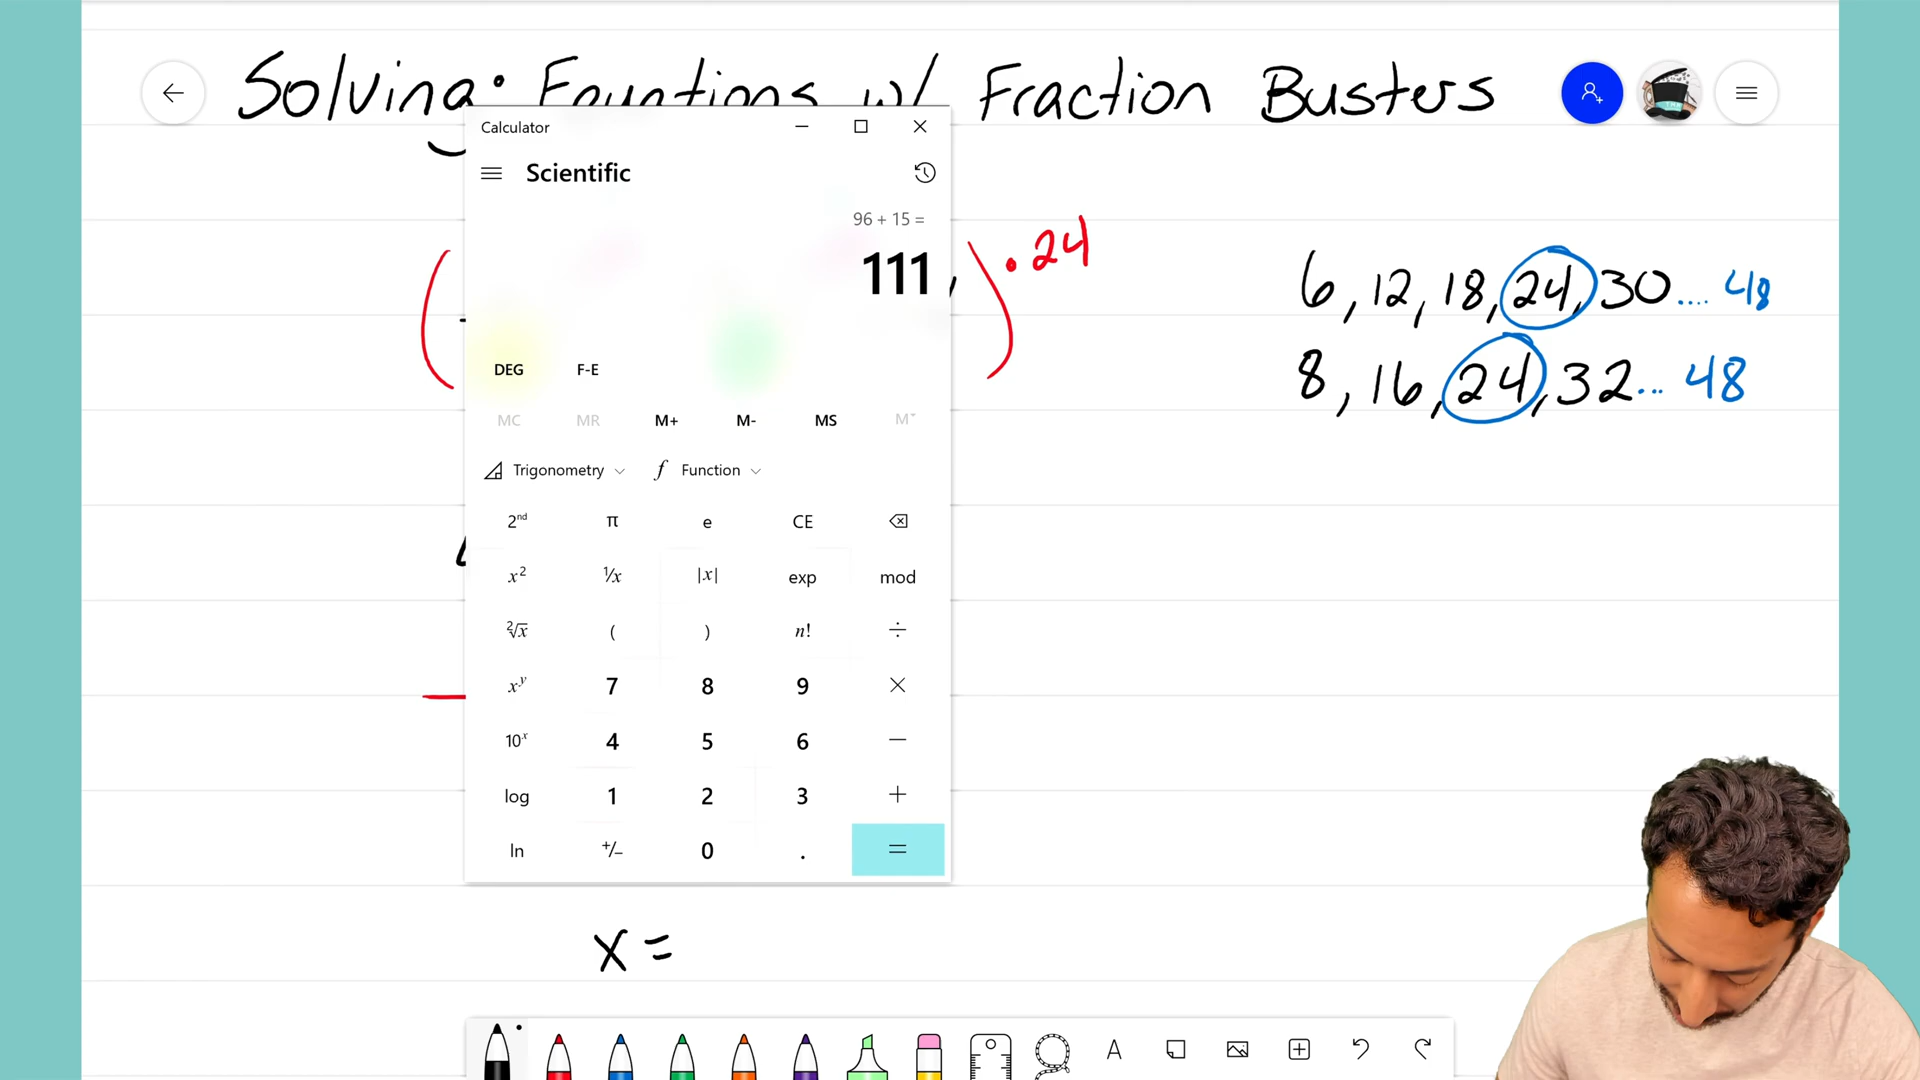 Solving Equations w/ Fraction Busters
Calculator
Scientific
96 + 15 =
111
DEG F-E
MC MR M+ M- MS M˅
Trigonometry f Function
2ⁿᵈ π e CE
x² ¹/x |x| exp mod
²√x ( ) n! ÷
xʸ 7 8 9 ×
10ˣ 4 5 6 −
log 1 2 3 +
ln +/− 0 . =
( ) · 24
6, 12, 18, 24, 30 .... 48
8, 16, 24, 32 ... 48
x =
A